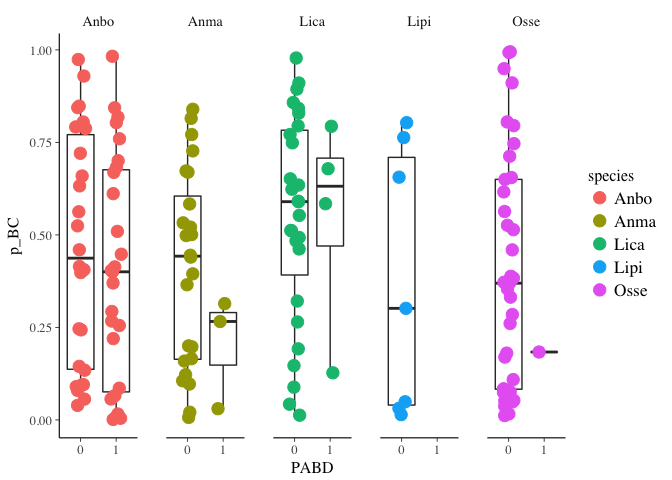 Anbo Anma Lica Lipi Osse
1.00
0.75
0.50
0.25
0.00
p_BC
0 1 0 1 0 1 0 1 0 1
PABD
species
Anbo
Anma
Lica
Lipi
Osse